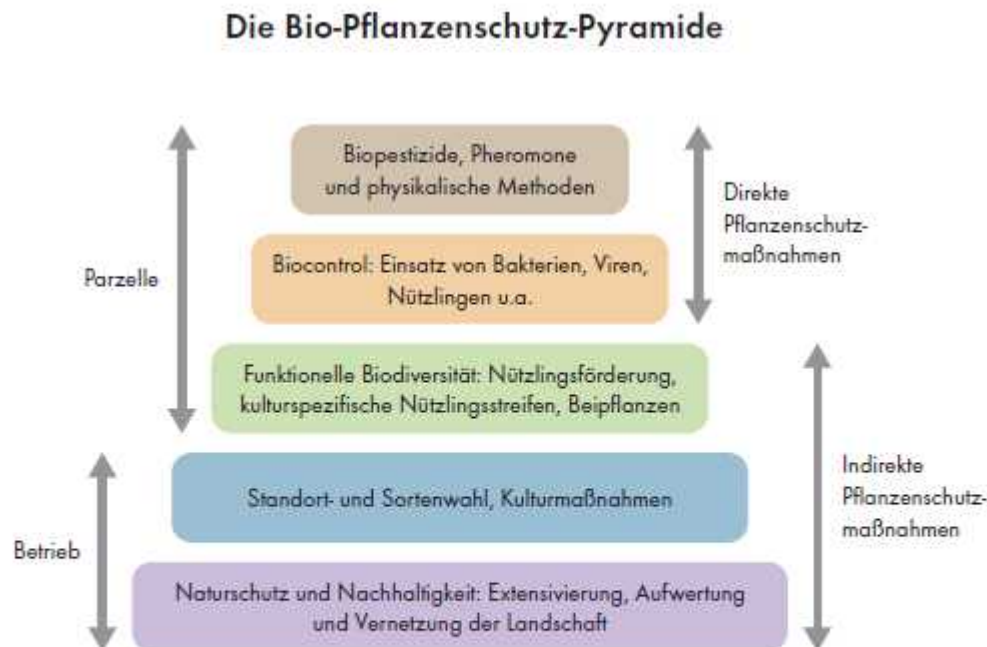 Die Bio-Pflanzenschutz-Pyramide
Biopestizide, Pheromone
und physikalische Methoden
Direkte
Pflanzenschutz-
maßnahmen
Biocontrol: Einsatz von Bakterien, Viren,
Nützlingen u.a.
Parzelle
Funktionelle Biodiversität: Nützlingsförderung,
kulturspezifische Nützlingsstreifen, Beipflanzen
Standort- und Sortenwahl, Kulturmaßnahmen
Indirekte
Pflanzenschutz-
maßnahmen
Betrieb
Naturschutz und Nachhaltigkeit: Extensivierung, Aufwertung
und Vernetzung der Landschaft